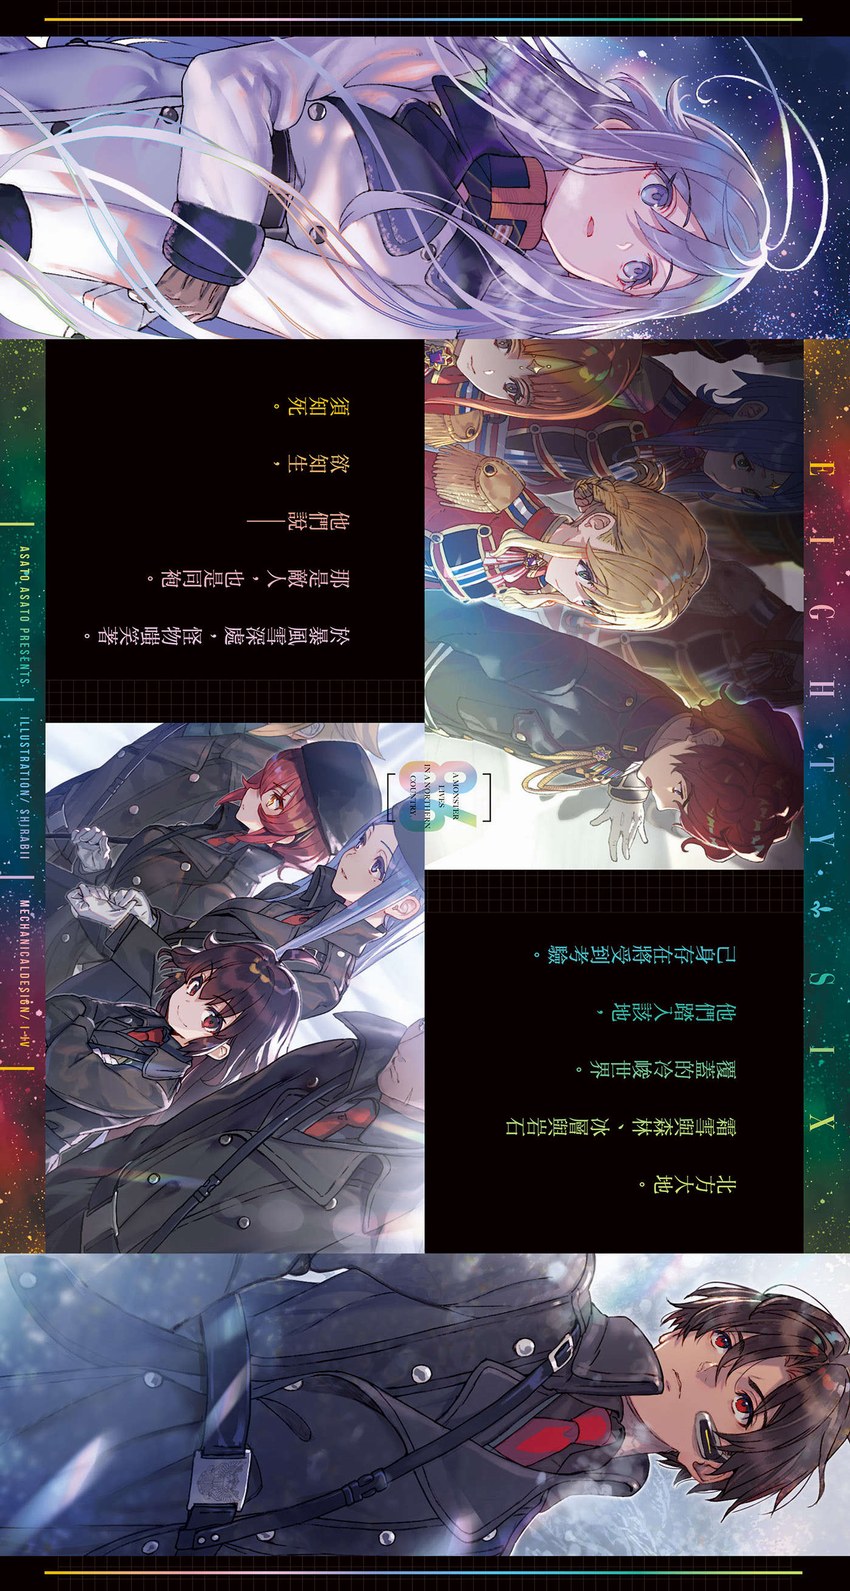 EIGHTY-SIX
北方大地。
霜雪與森林、冰層與岩石
覆蓋的冷峻世界。
他們踏入該地，
己身存在將受到考驗。
86
A MONSTER
LIVES
IN A NORTHERN
COUNTRY
於暴風雪深處，怪物嗤笑著。
那是敵人，也是同袍。
他們說——
欲知生，
須知死。
ASATO ASATO PRESENTS
ILLUSTRATION/ SHIRABII
MECHANICALDESIGN/ I-IV